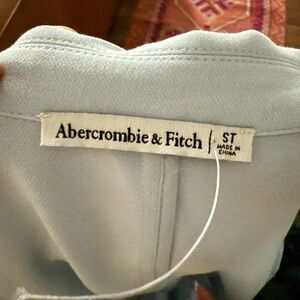 Abercrombie & Fitch
ST
MADE IN
CHINA